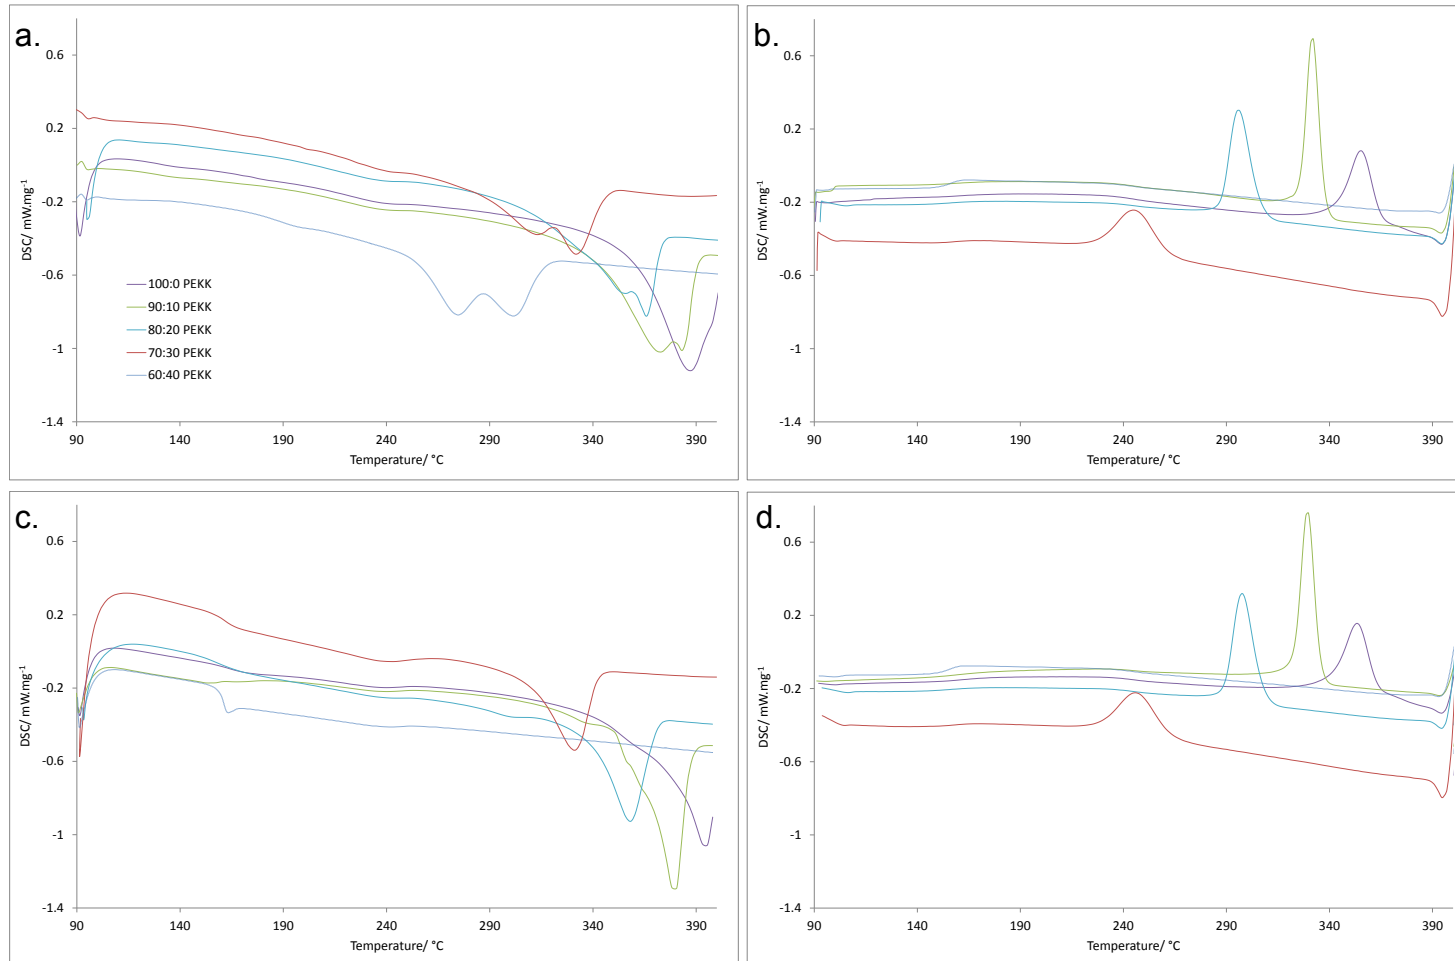 a.
0.6
0.2
-0.2
-0.6
-1
-1.4
DSC/ mW.mg-1
100:0 PEKK
90:10 PEKK
80:20 PEKK
70:30 PEKK
60:40 PEKK
90 140 190 240 290 340 390
Temperature/ °C
b.
0.6
0.2
-0.2
-0.6
-1
-1.4
DSC/ mW.mg-1
90 140 190 240 290 340 390
Temperature/ °C
c.
0.6
0.2
-0.2
-0.6
-1
-1.4
DSC/ mW.mg-1
90 140 190 240 290 340 390
Temperature/ °C
d.
0.6
0.2
-0.2
-0.6
-1
-1.4
DSC/ mW.mg-1
90 140 190 240 290 340 390
Temperature/ °C